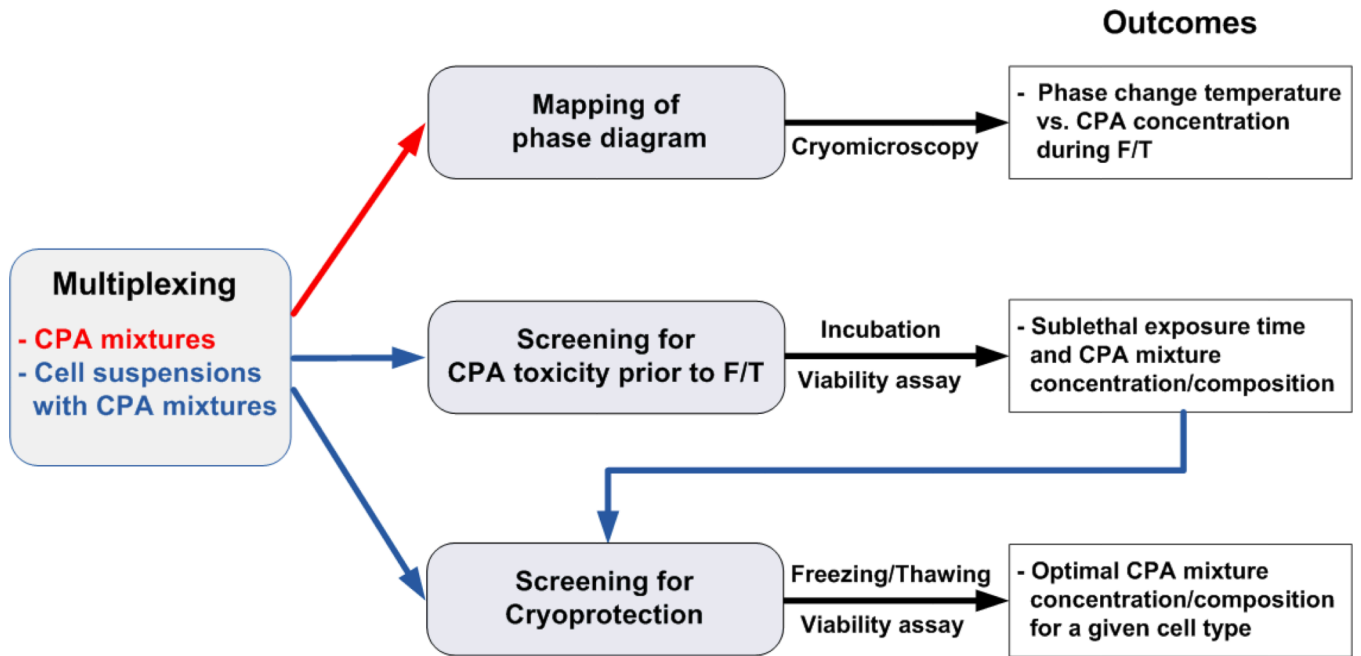 Outcomes
Mapping of
phase diagram
Cryomicroscopy
- Phase change temperature
vs. CPA concentration
during F/T
Multiplexing
- CPA mixtures
- Cell suspensions
with CPA mixtures
Screening for
CPA toxicity prior to F/T
Incubation
Viability assay
- Sublethal exposure time
and CPA mixture
concentration/composition
Screening for
Cryoprotection
Freezing/Thawing
Viability assay
- Optimal CPA mixture
concentration/composition
for a given cell type